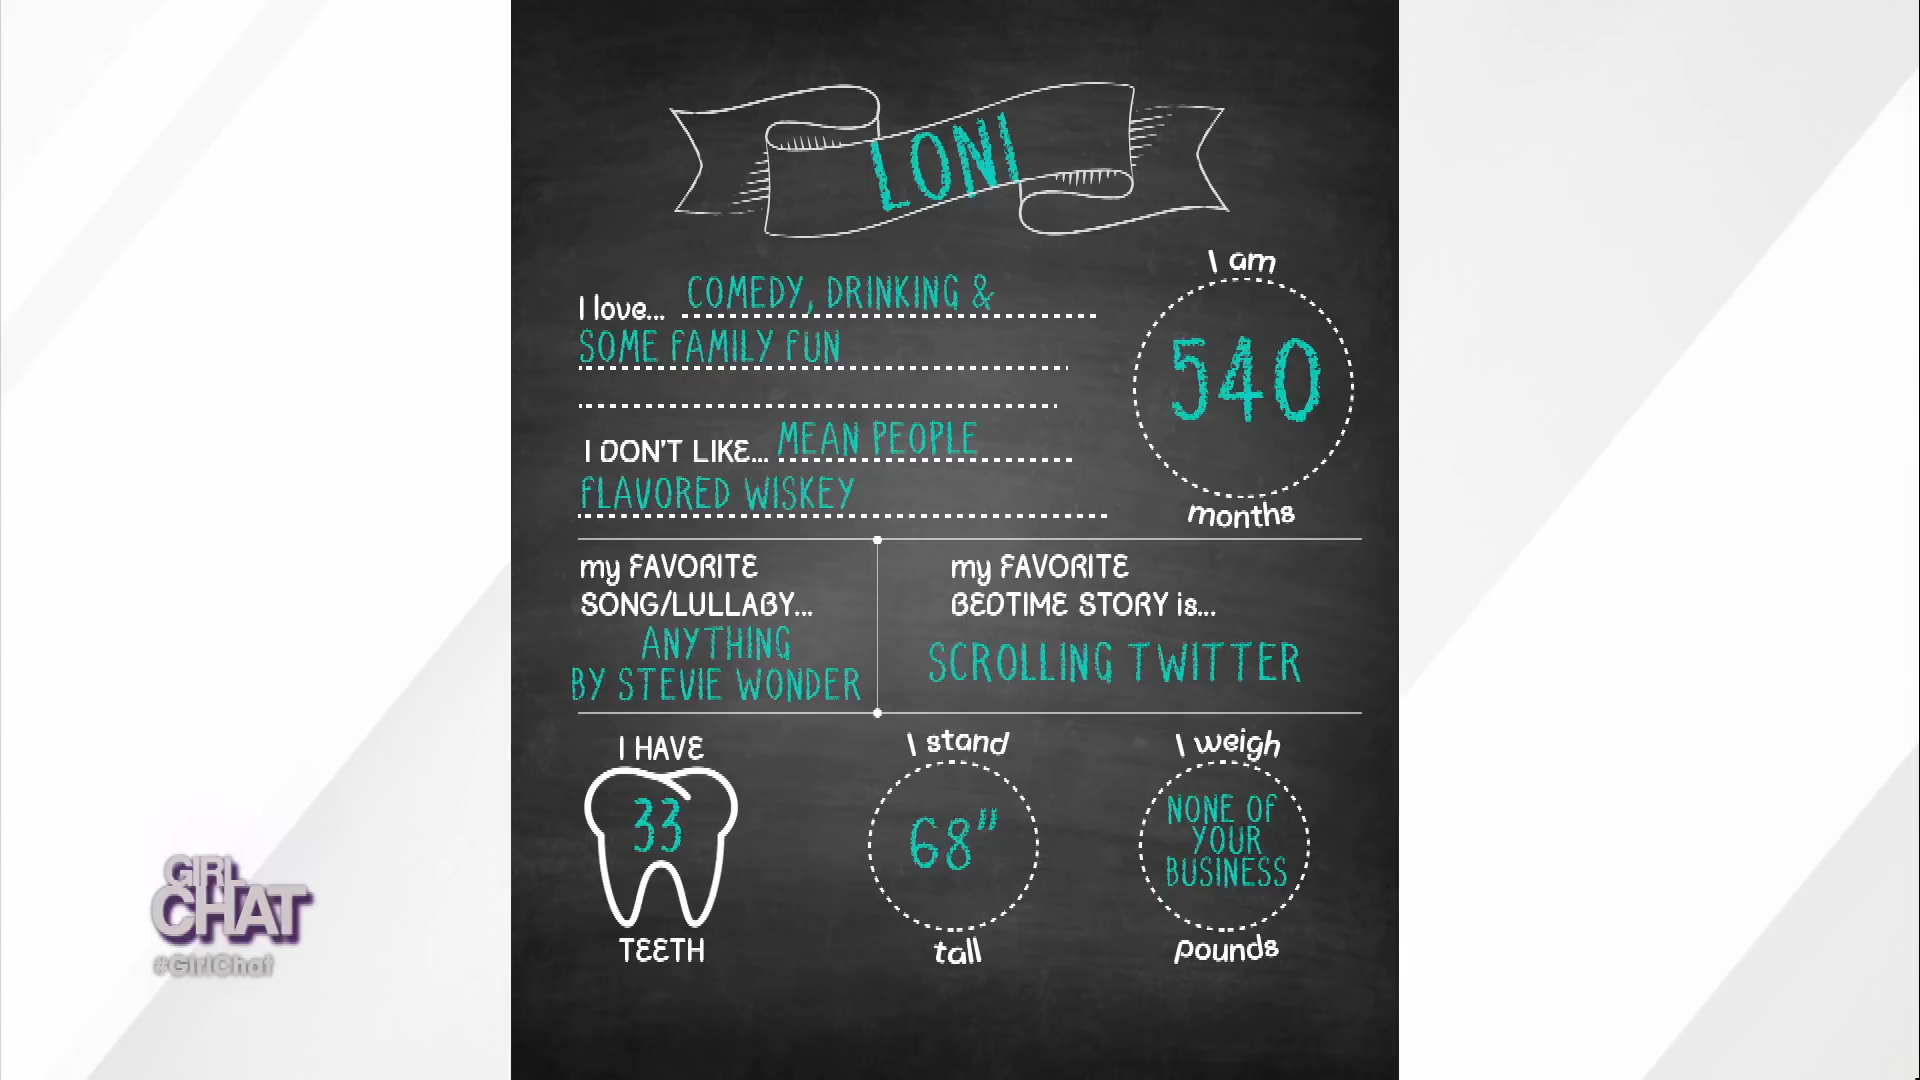 LONI
I love... COMEDY, DRINKING &
SOME FAMILY FUN
I DON'T LIKE... MEAN PEOPLE
FLAVORED WISKEY
I am
540
months
my FAVORITE
SONG/LULLABY...
ANYTHING
BY STEVIE WONDER
my FAVORITE
BEDTIME STORY is...
SCROLLING TWITTER
I HAVE
33
TEETH
I stand
68"
tall
I weigh
NONE OF
YOUR
BUSINESS
pounds
GIRL
CHAT
#GirlChat